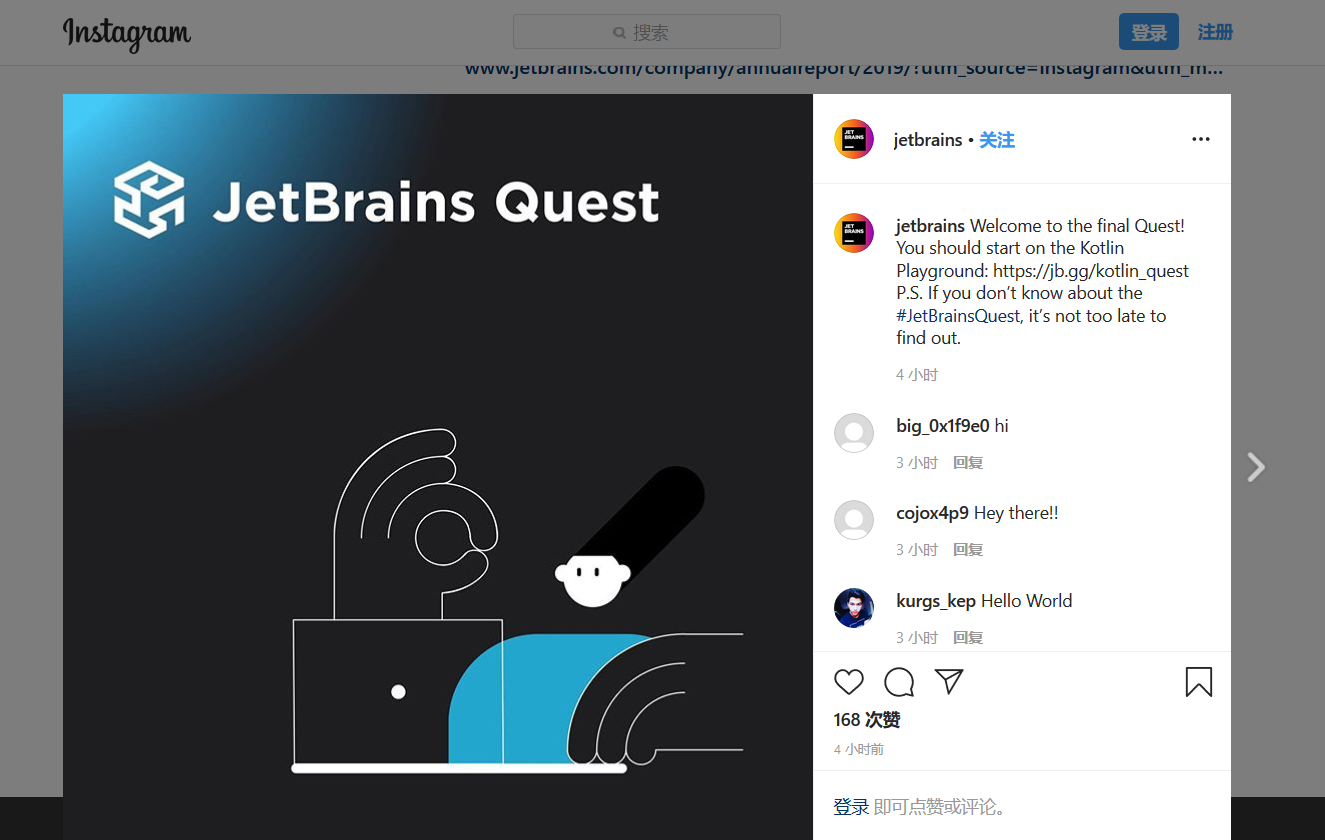 Instagram
搜索
登录
注册
www.jetbrains.com/company/annualreport/2019/?utm_source=instagram&utm_m...
JetBrains Quest
JET
BRAINS
jetbrains • 关注
JET
BRAINS
jetbrains Welcome to the final Quest!
You should start on the Kotlin
Playground: https://jb.gg/kotlin_quest
P.S. If you don’t know about the
#JetBrainsQuest, it’s not too late to
find out.
4 小时
big_0x1f9e0 hi
3 小时 回复
cojox4p9 Hey there!!
3 小时 回复
kurgs_kep Hello World
3 小时 回复
168 次赞
4 小时前
登录 即可点赞或评论。